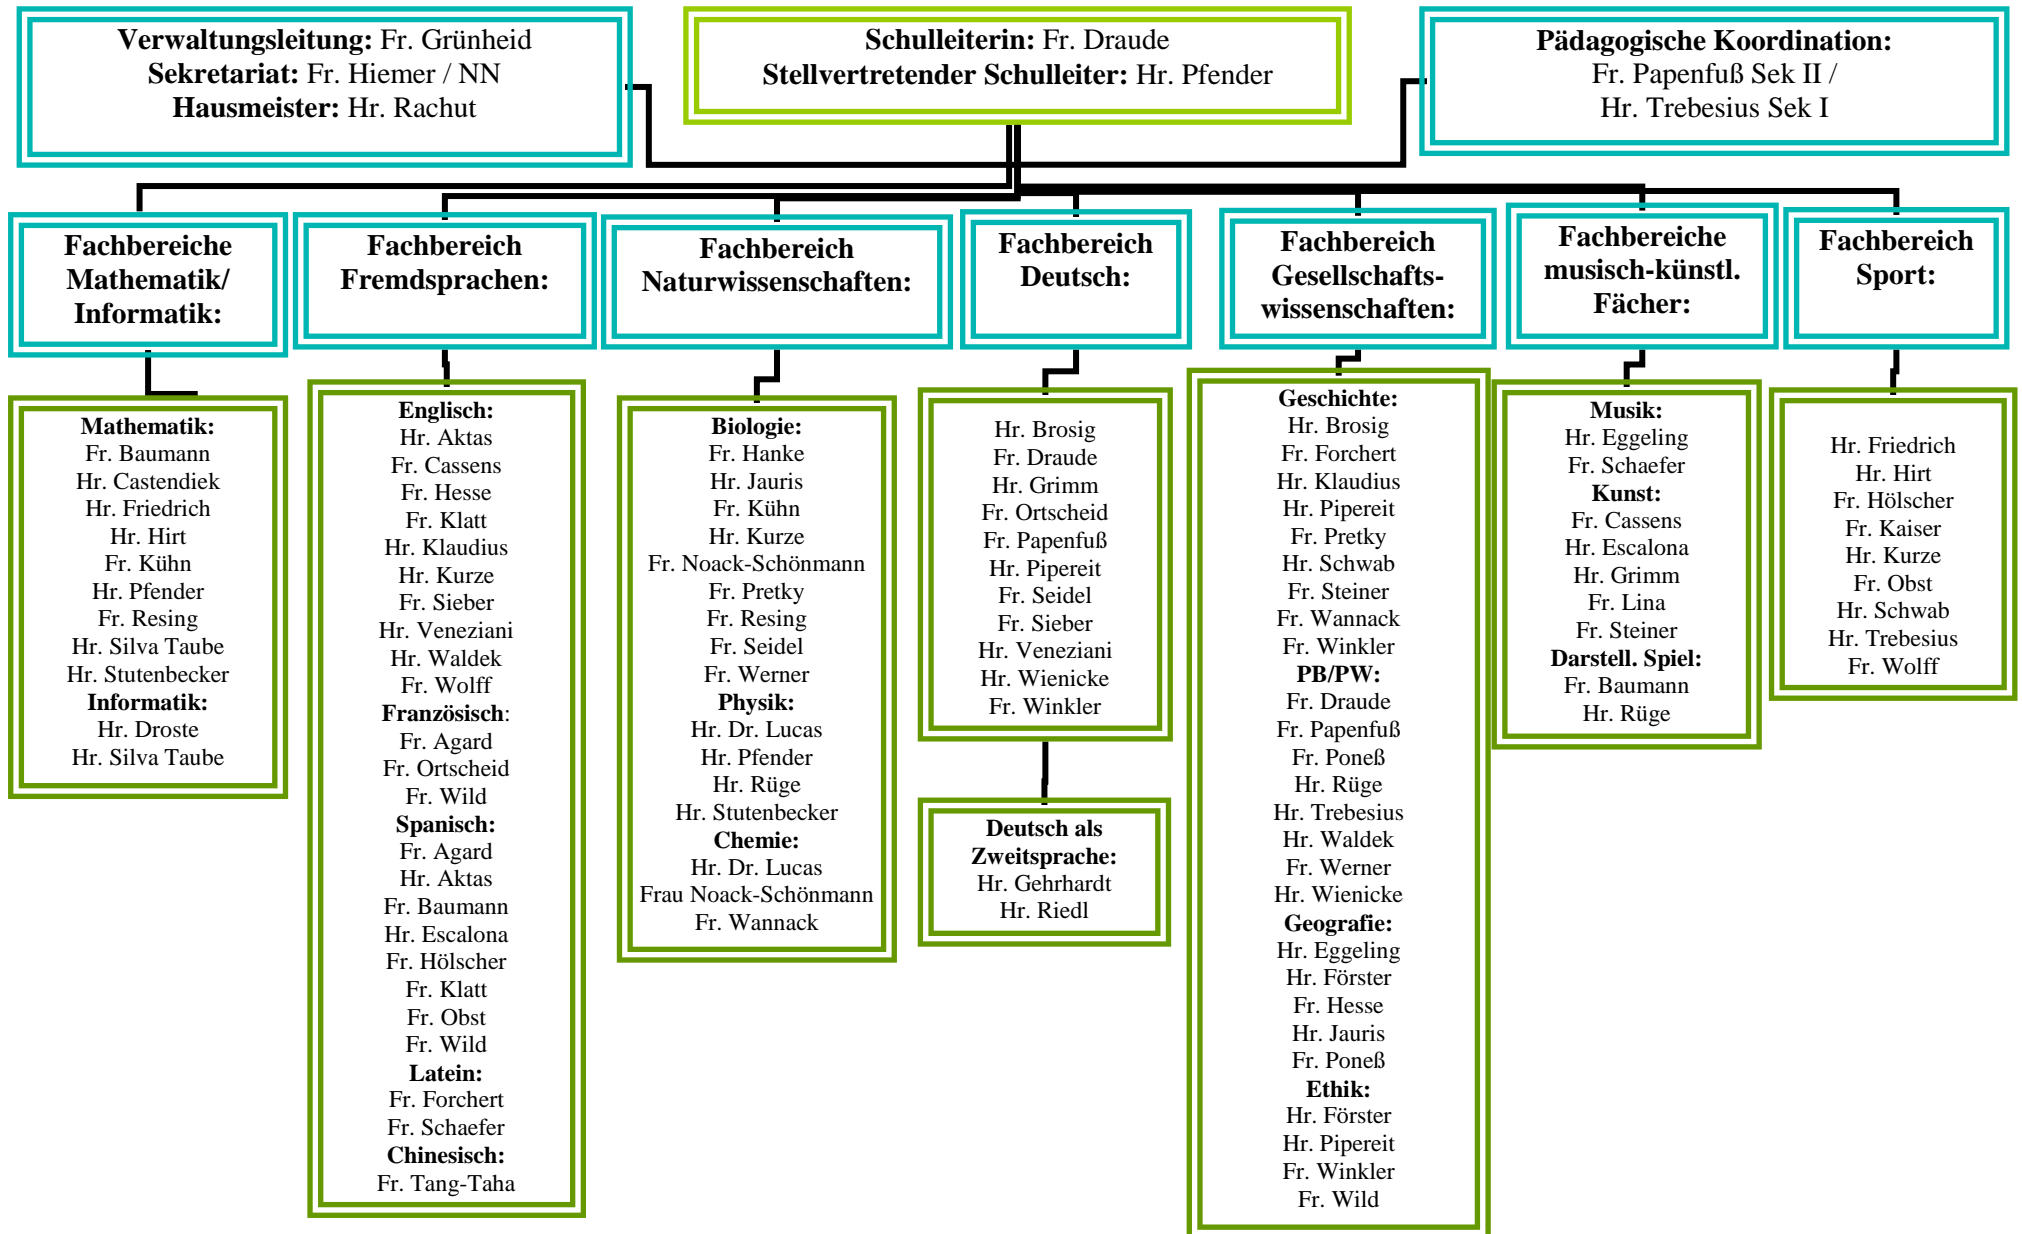 Verwaltungsleitung: Fr. Grünheid
Sekretariat: Fr. Hiemer / NN
Hausmeister: Hr. Rachut
Schulleiterin: Fr. Draude
Stellvertretender Schulleiter: Hr. Pfender
Pädagogische Koordination:
Fr. Papenfuß Sek II /
Hr. Trebesius Sek I
Fachbereiche
Mathematik/
Informatik:
Fachbereich
Fremdsprachen:
Fachbereich
Naturwissenschaften:
Fachbereich
Deutsch:
Fachbereich
Gesellschafts-
wissenschaften:
Fachbereiche
musisch-künstl.
Fächer:
Fachbereich
Sport:
Mathematik:
Fr. Baumann
Hr. Castendiek
Hr. Friedrich
Hr. Hirt
Fr. Kühn
Hr. Pfender
Fr. Resing
Hr. Silva Taube
Hr. Stutenbecker
Informatik:
Hr. Droste
Hr. Silva Taube
Englisch:
Hr. Aktas
Fr. Cassens
Fr. Hesse
Fr. Klatt
Hr. Klaudius
Hr. Kurze
Fr. Sieber
Hr. Veneziani
Hr. Waldek
Fr. Wolff
Französisch:
Fr. Agard
Fr. Ortscheid
Fr. Wild
Spanisch:
Fr. Agard
Hr. Aktas
Fr. Baumann
Hr. Escalona
Fr. Hölscher
Fr. Klatt
Fr. Obst
Fr. Wild
Latein:
Fr. Forchert
Fr. Schaefer
Chinesisch:
Fr. Tang-Taha
Biologie:
Fr. Hanke
Hr. Jauris
Fr. Kühn
Hr. Kurze
Fr. Noack-Schönmann
Fr. Pretky
Fr. Resing
Fr. Seidel
Fr. Werner
Physik:
Hr. Dr. Lucas
Hr. Pfender
Hr. Rüge
Hr. Stutenbecker
Chemie:
Hr. Dr. Lucas
Frau Noack-Schönmann
Fr. Wannack
Hr. Brosig
Fr. Draude
Hr. Grimm
Fr. Ortscheid
Fr. Papenfuß
Hr. Pipereit
Fr. Seidel
Fr. Sieber
Hr. Veneziani
Hr. Wienicke
Fr. Winkler
Deutsch als
Zweitsprache:
Hr. Gehrhardt
Hr. Riedl
Geschichte:
Hr. Brosig
Fr. Forchert
Hr. Klaudius
Hr. Pipereit
Fr. Pretky
Hr. Schwab
Fr. Steiner
Fr. Wannack
Fr. Winkler
PB/PW:
Fr. Draude
Fr. Papenfuß
Fr. Poneß
Hr. Rüge
Hr. Trebesius
Hr. Waldek
Fr. Werner
Hr. Wienicke
Geografie:
Hr. Eggeling
Hr. Förster
Fr. Hesse
Hr. Jauris
Fr. Poneß
Ethik:
Hr. Förster
Hr. Pipereit
Fr. Winkler
Fr. Wild
Musik:
Hr. Eggeling
Fr. Schaefer
Kunst:
Fr. Cassens
Hr. Escalona
Hr. Grimm
Fr. Lina
Fr. Steiner
Darstell. Spiel:
Fr. Baumann
Hr. Rüge
Hr. Friedrich
Hr. Hirt
Fr. Hölscher
Fr. Kaiser
Hr. Kurze
Fr. Obst
Hr. Schwab
Hr. Trebesius
Fr. Wolff